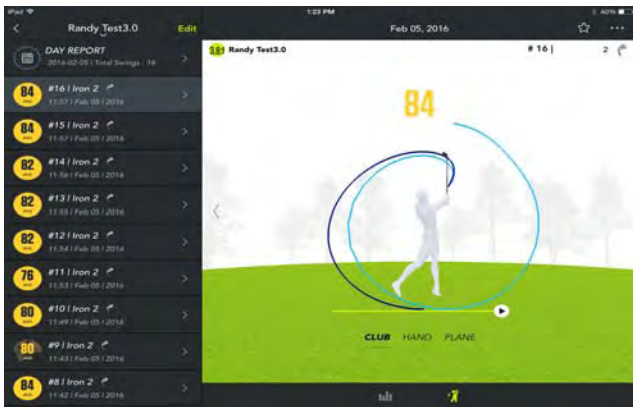 iPad
1:23 PM
40%
Randy Test3.0
Edit
Feb 05, 2016
DAY REPORT
2016-02-05 | Total Swings : 16
84
#16 | Iron 2
11:57 | Feb 05 | 2016
84
#15 | Iron 2
11:57 | Feb 05 | 2016
82
#14 | Iron 2
11:56 | Feb 05 | 2016
82
#13 | Iron 2
11:55 | Feb 05 | 2016
82
#12 | Iron 2
11:54 | Feb 05 | 2016
76
#11 | Iron 2
11:53 | Feb 05 | 2016
80
#10 | Iron 2
11:49 | Feb 05 | 2016
80
#9 | Iron 2
11:43 | Feb 05 | 2016
84
#8 | Iron 2
11:42 | Feb 05 | 2016
Randy Test3.0
# 16 |
2
84
CLUB HAND PLANE